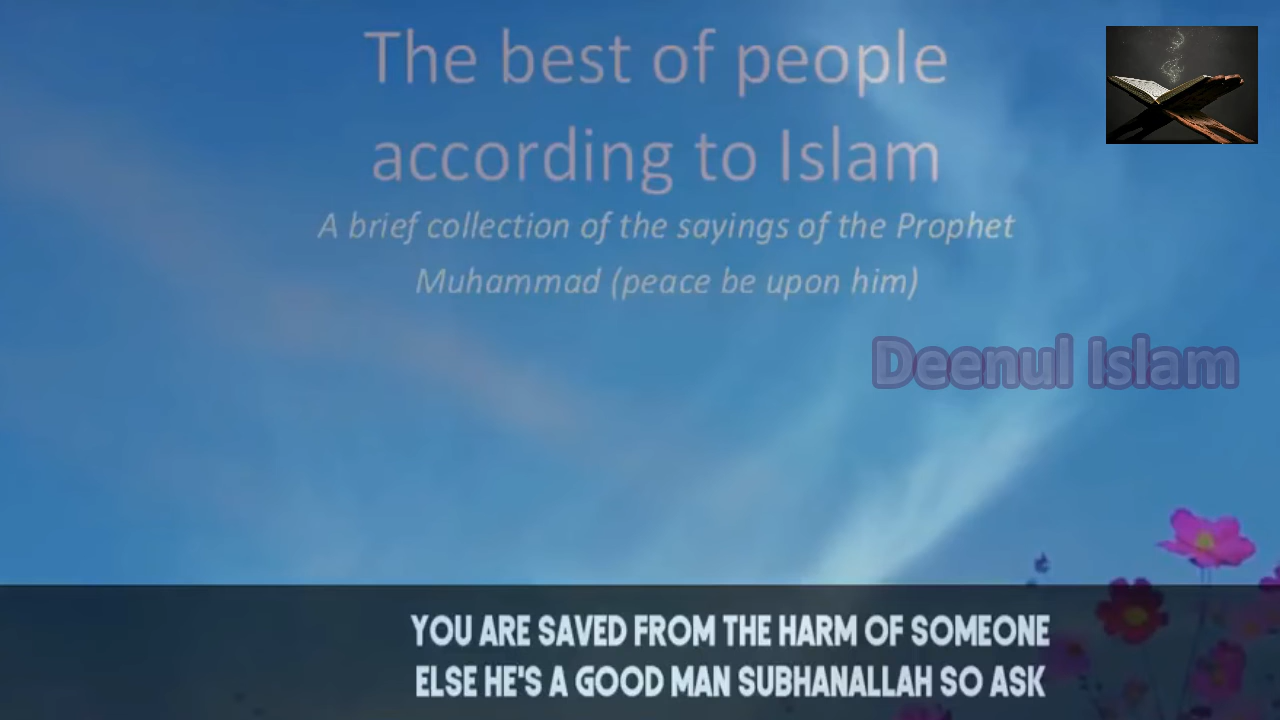 The best of people
according to Islam
A brief collection of the sayings of the Prophet
Muhammad (peace be upon him)
Deenul Islam
YOU ARE SAVED FROM THE HARM OF SOMEONE
ELSE HE'S A GOOD MAN SUBHANALLAH SO ASK